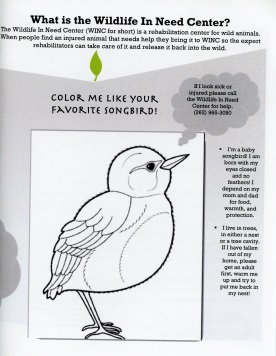 What is the Wildlife In Need Center?
The Wildlife In Need Center (WINC for short) is a rehabilitation center for wild animals.
When people find an injured animal that needs help they bring it to WINC so the expert
rehabilitators can take care of it and release it back into the wild.
COLOR ME LIKE YOUR
FAVORITE SONGBIRD!
If I look sick or
injured please call
the Wildlife In Need
Center for help.
(262) 965-3090
• I'm a baby
songbird! I am
born with my
eyes closed
and no
feathers! I
depend on my
mom and dad
for food,
warmth, and
protection.
• I live in trees,
in either a nest
or a tree cavity.
If I have fallen
out of my
home, please
get an adult
first, warm me
up and try to
put me back in
my nest!